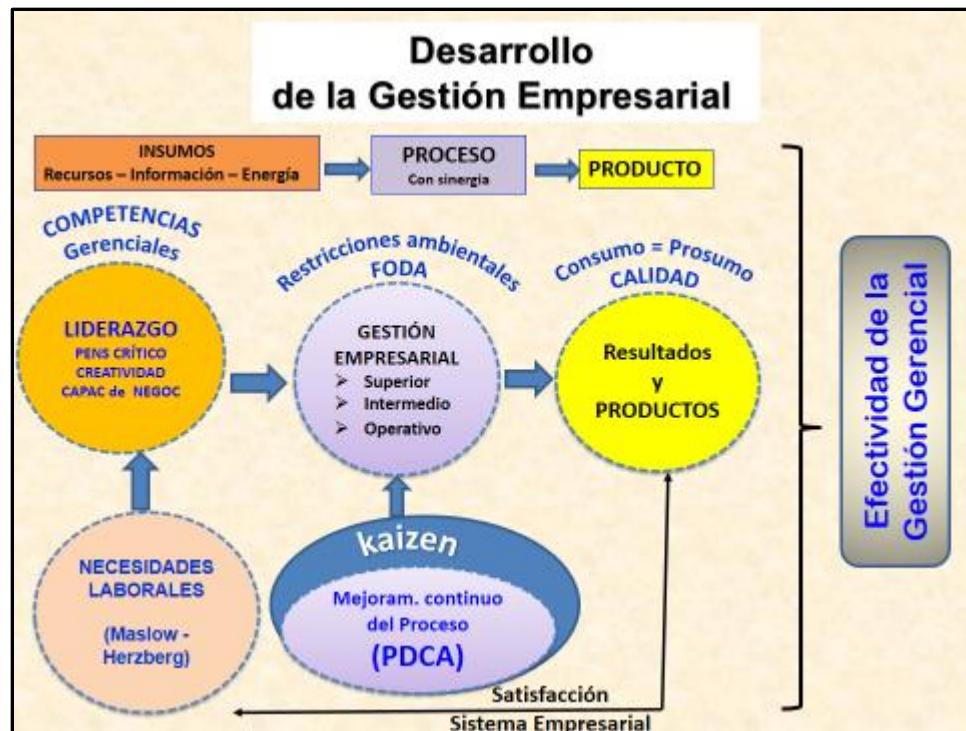 Desarrollo
de la Gestión Empresarial
INSUMOS
Recursos – Información – Energía
PROCESO
Con sinergia
PRODUCTO
COMPETENCIAS
Gerenciales
Restricciones ambientales
FODA
Consumo = Prosumo
CALIDAD
LIDERAZGO
PENS CRÍTICO
CREATIVIDAD
CAPAC de NEGOC
GESTIÓN
EMPRESARIAL
➢ Superior
➢ Intermedio
➢ Operativo
Resultados
y
PRODUCTOS
NECESIDADES
LABORALES
(Maslow -
Herzberg)
kaizen
Mejoram. continuo
del Proceso
(PDCA)
Satisfacción
Sistema Empresarial
Efectividad de la
Gestión Gerencial